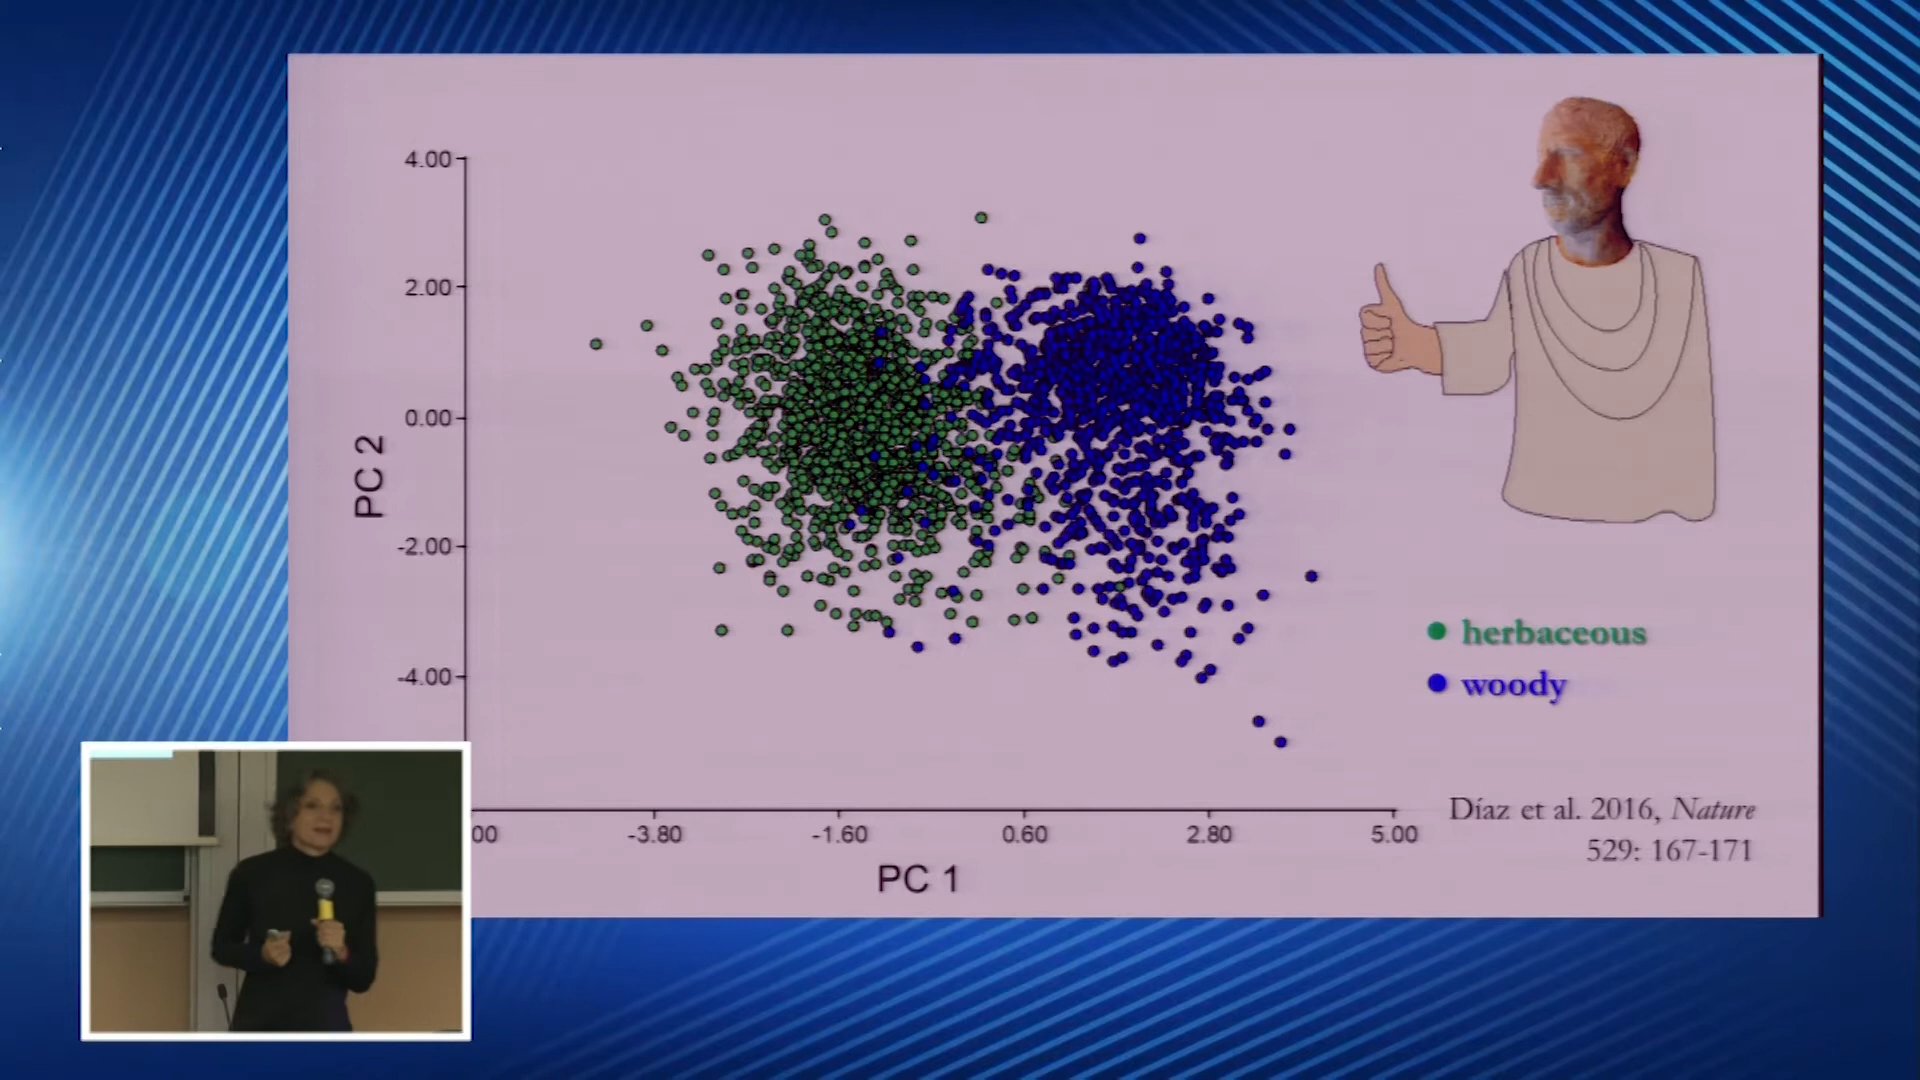 4.00
2.00
0.00
-2.00
-4.00
PC 2
00
-3.80
-1.60
0.60
2.80
5.00
PC 1
herbaceous
woody
Díaz et al. 2016, Nature
529: 167-171